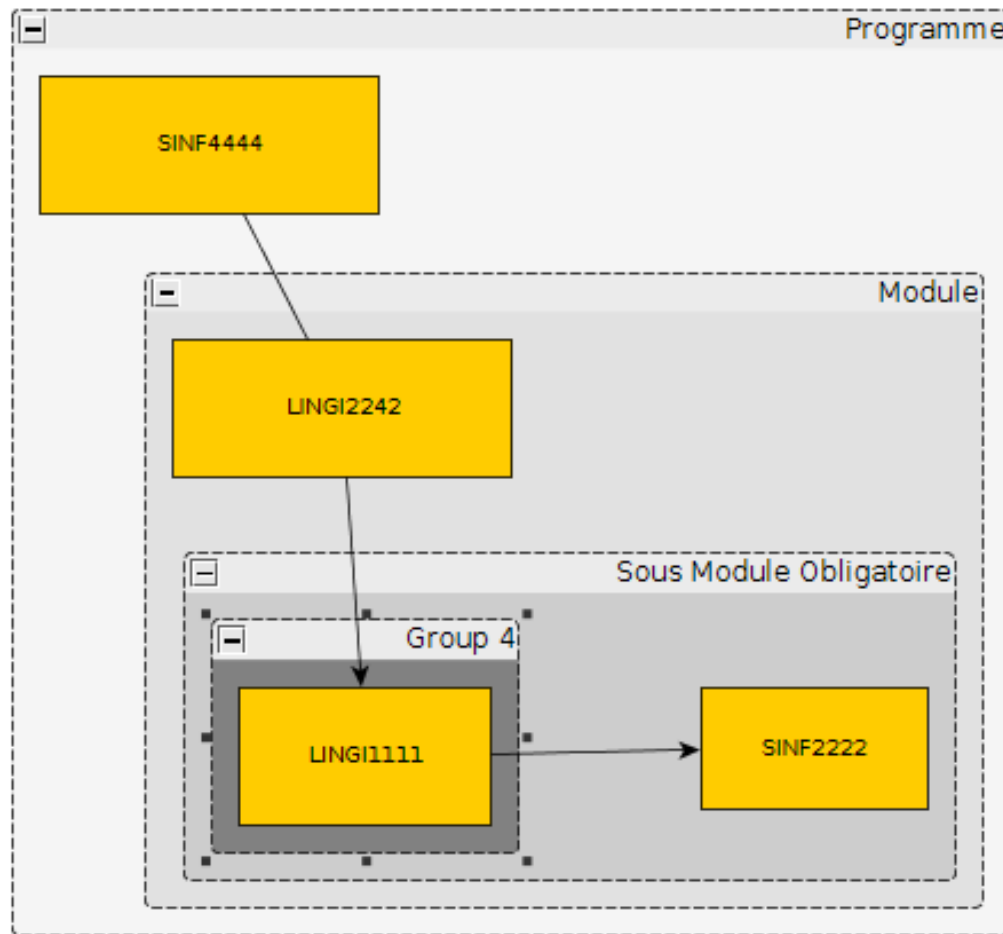 Programme
SINF4444
Module
LINGI2242
Sous Module Obligatoire
Group 4
LINGI1111
SINF2222